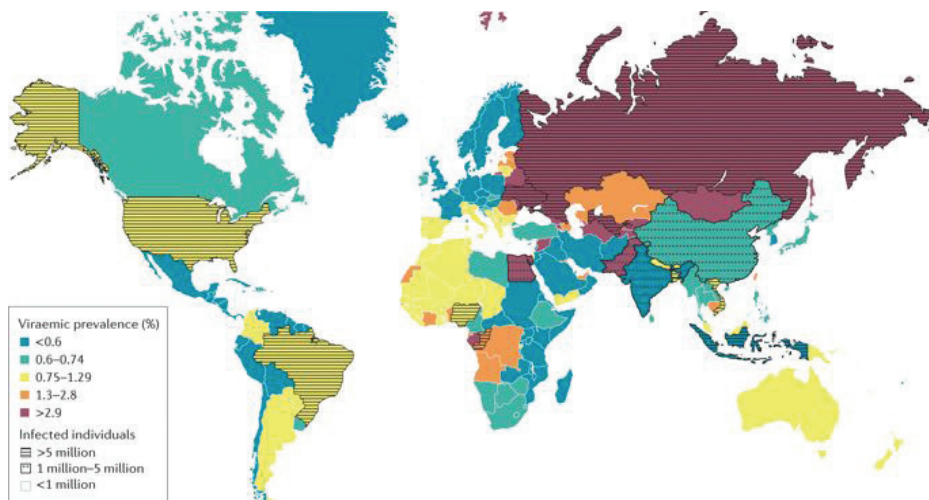 Viraemic prevalence (%)
<0.6
0.6–0.74
0.75–1.29
1.3–2.8
>2.9
Infected individuals
>5 million
1 million–5 million
<1 million